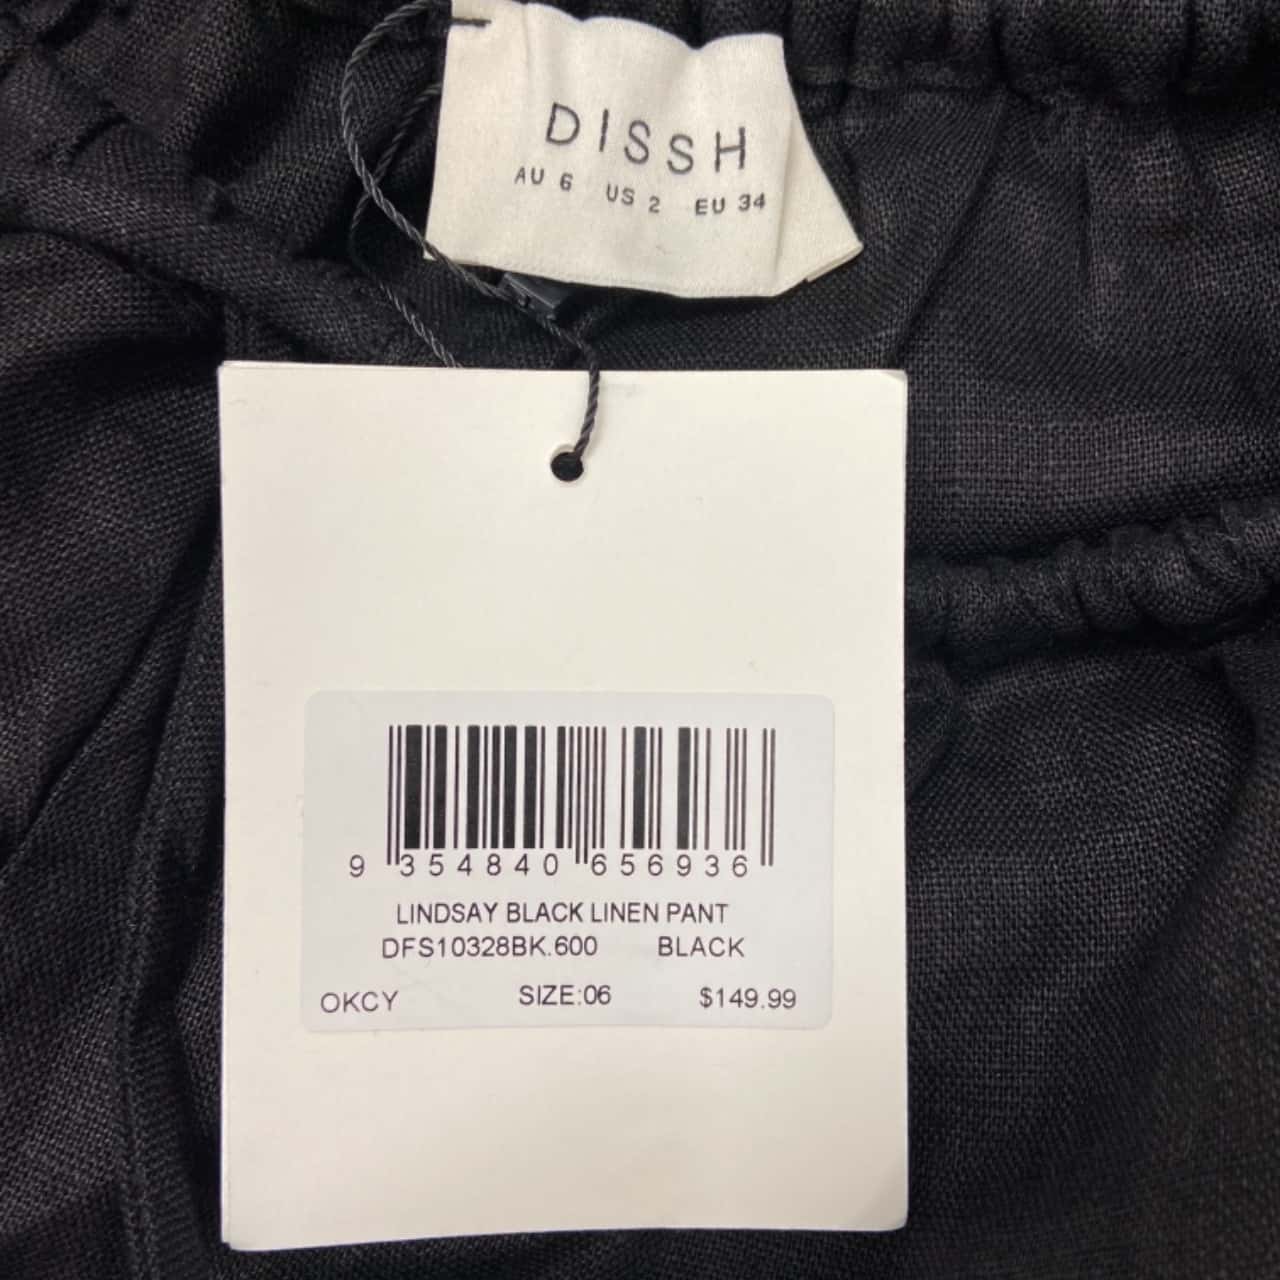 DISSH
AU 6 US 2 EU 34
9 354840 656936
LINDSAY BLACK LINEN PANT
DFS10328BK.600 BLACK
OKCY SIZE:06 $149.99